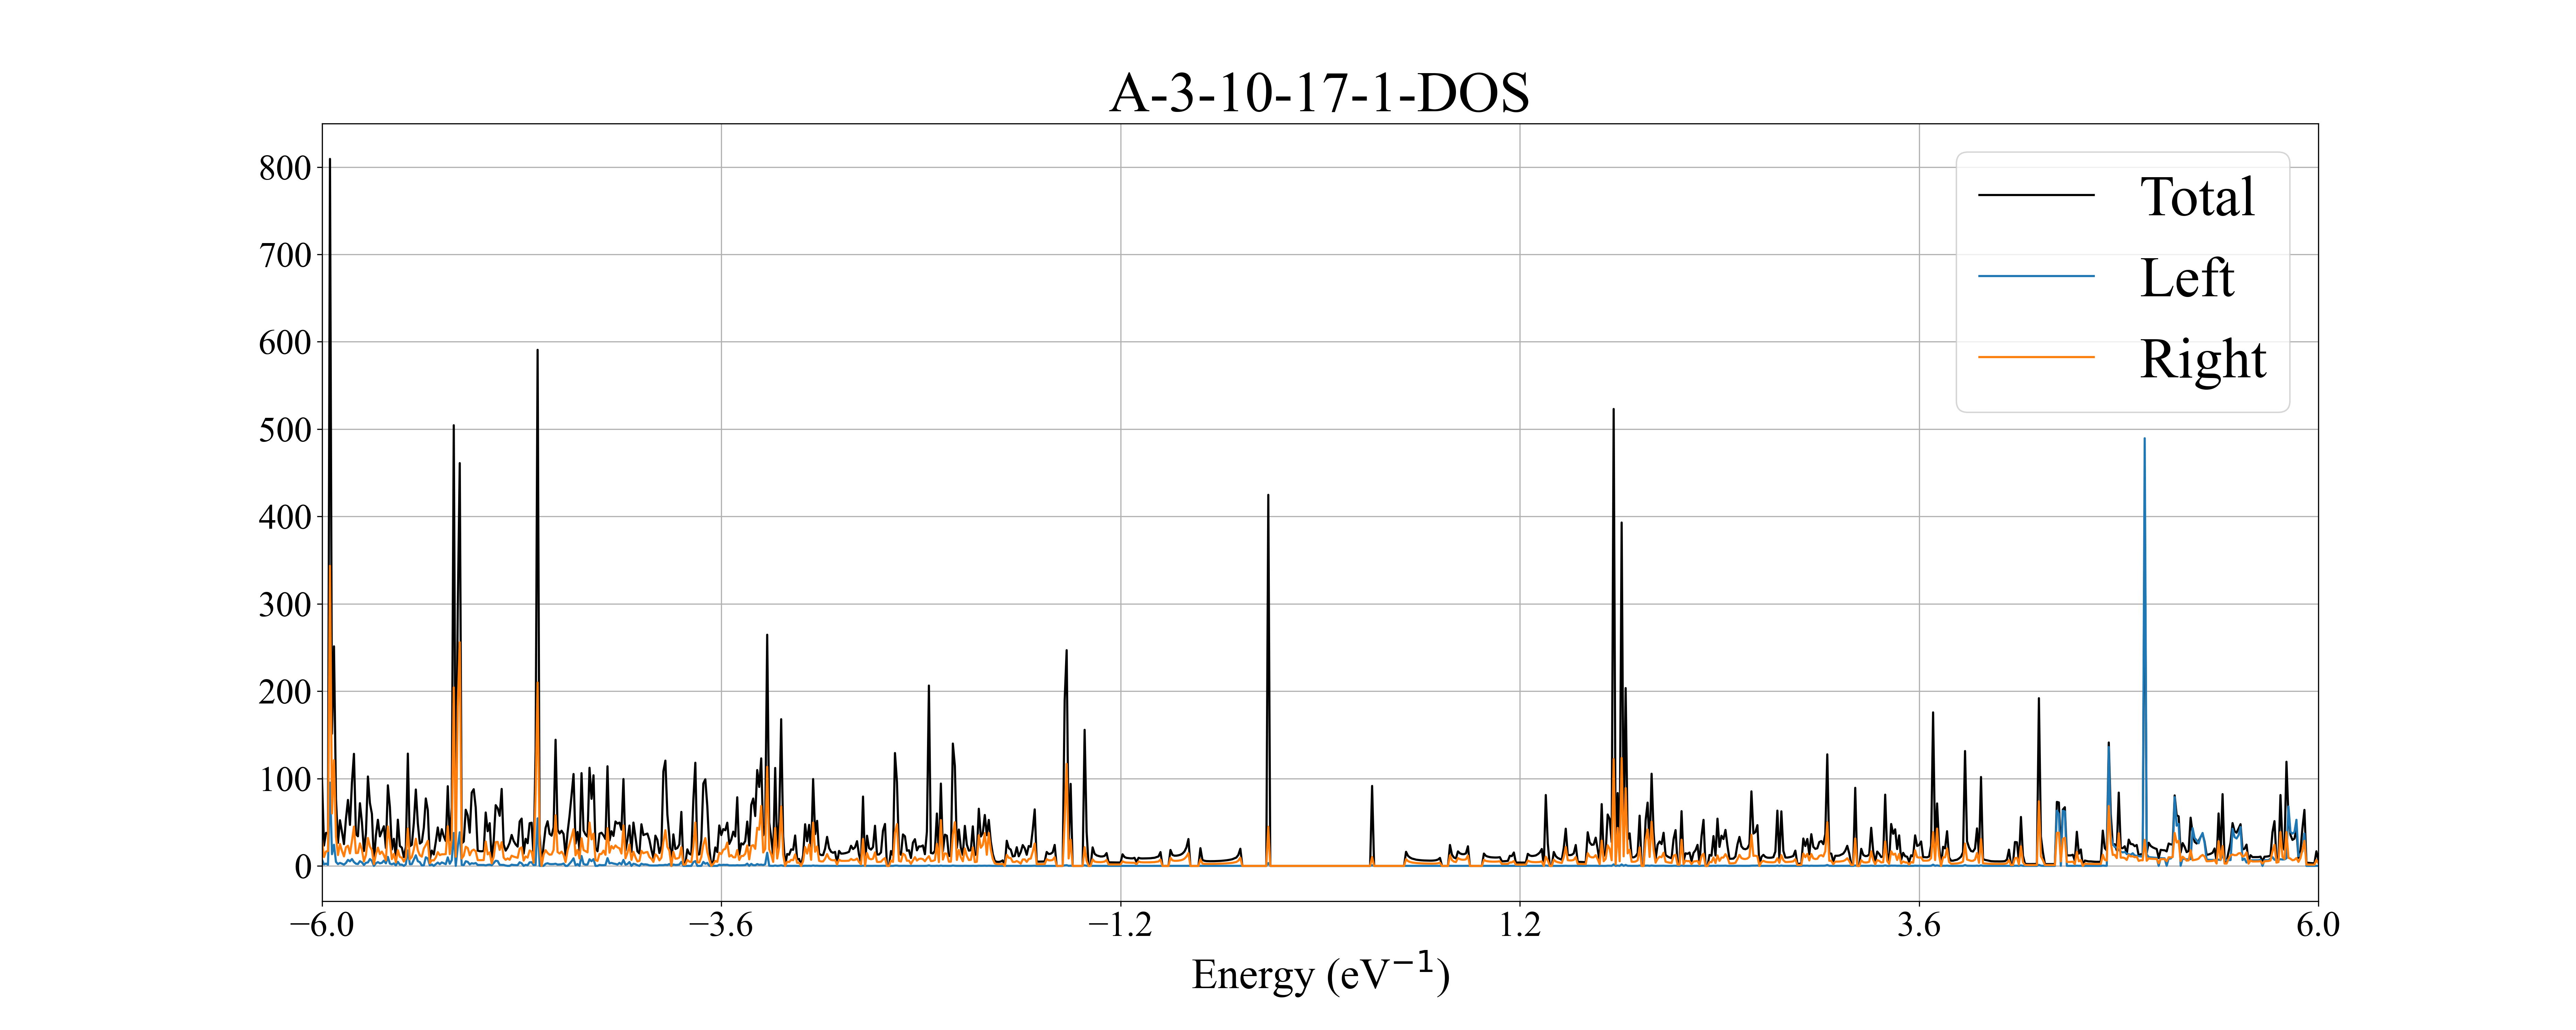 A-3-10-17-1-DOS
800
700
600
500
400
300
200
100
0
Total
Left
Right
−6.0 −3.6 −1.2 1.2 3.6 6.0
Energy (eV⁻¹)